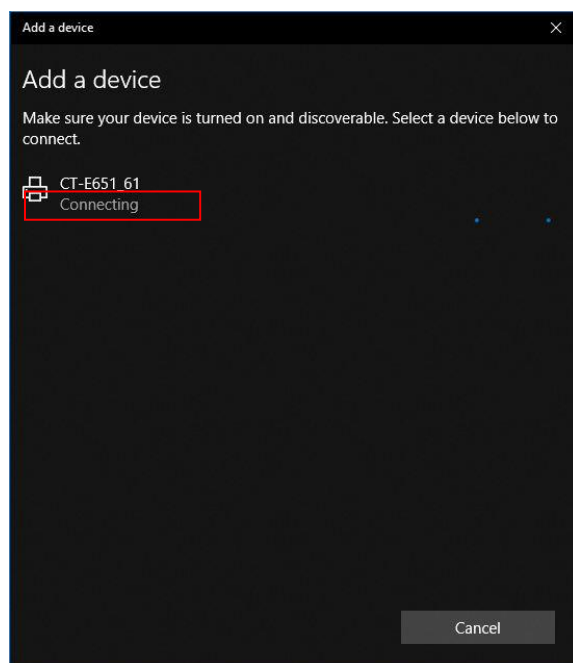 Add a device
Add a device
Make sure your device is turned on and discoverable. Select a device below to
connect.
CT-E651_61
Connecting
Cancel